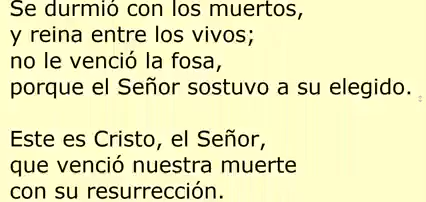 Se durmió con los muertos,
y reina entre los vivos;
no le venció la fosa,
porque el Señor sostuvo a su elegido.

Este es Cristo, el Señor,
que venció nuestra muerte
con su resurrección.